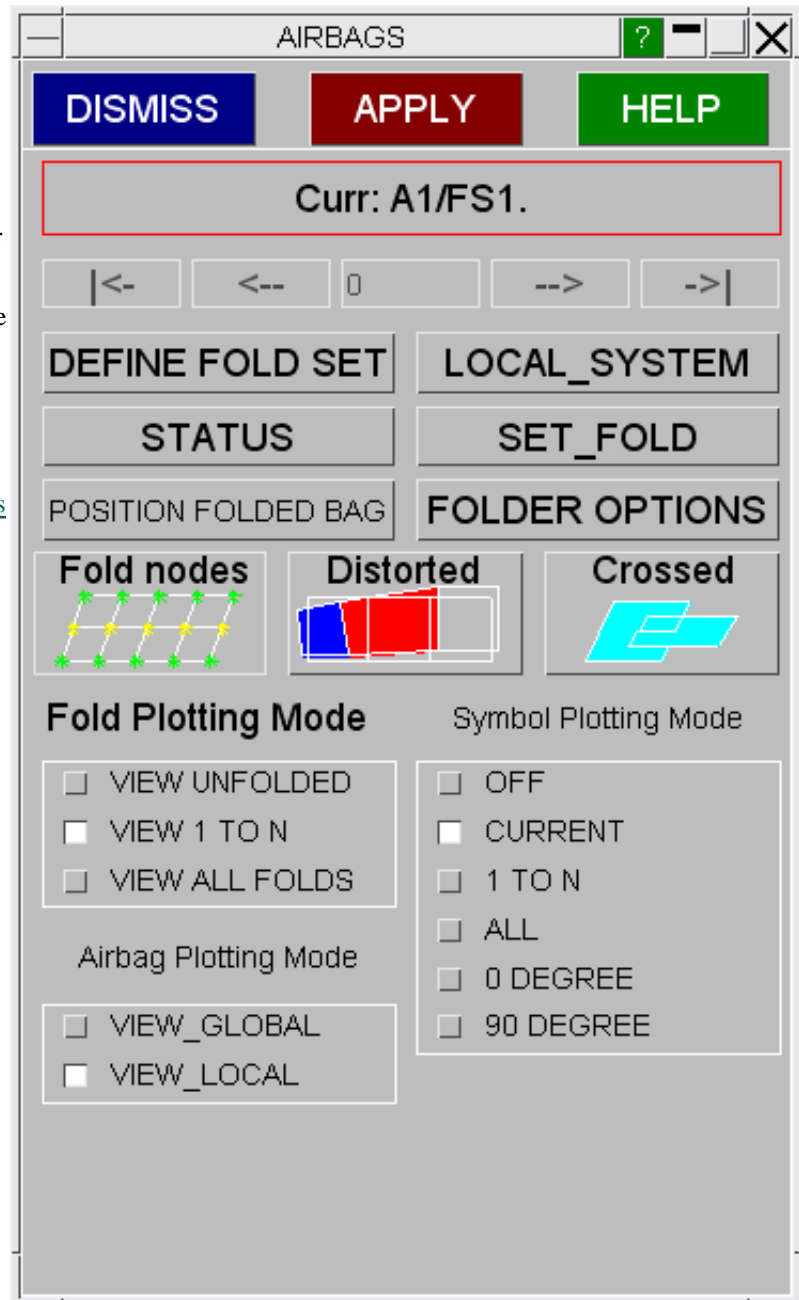 AIRBAGS ?
DISMISS APPLY HELP
Curr: A1/FS1.
|<- <-- 0 --> ->|
DEFINE FOLD SET LOCAL_SYSTEM
STATUS SET_FOLD
POSITION FOLDED BAG FOLDER OPTIONS
Fold nodes Distorted Crossed
Fold Plotting Mode
VIEW UNFOLDED
VIEW 1 TO N
VIEW ALL FOLDS
Airbag Plotting Mode
VIEW_GLOBAL
VIEW_LOCAL
Symbol Plotting Mode
OFF
CURRENT
1 TO N
ALL
0 DEGREE
90 DEGREE